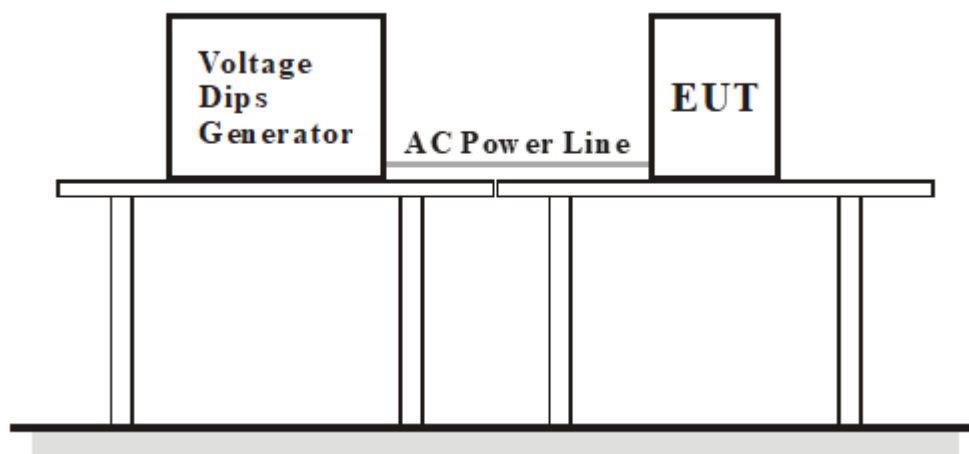 Voltage
Dips
Generator
AC Power Line
EUT